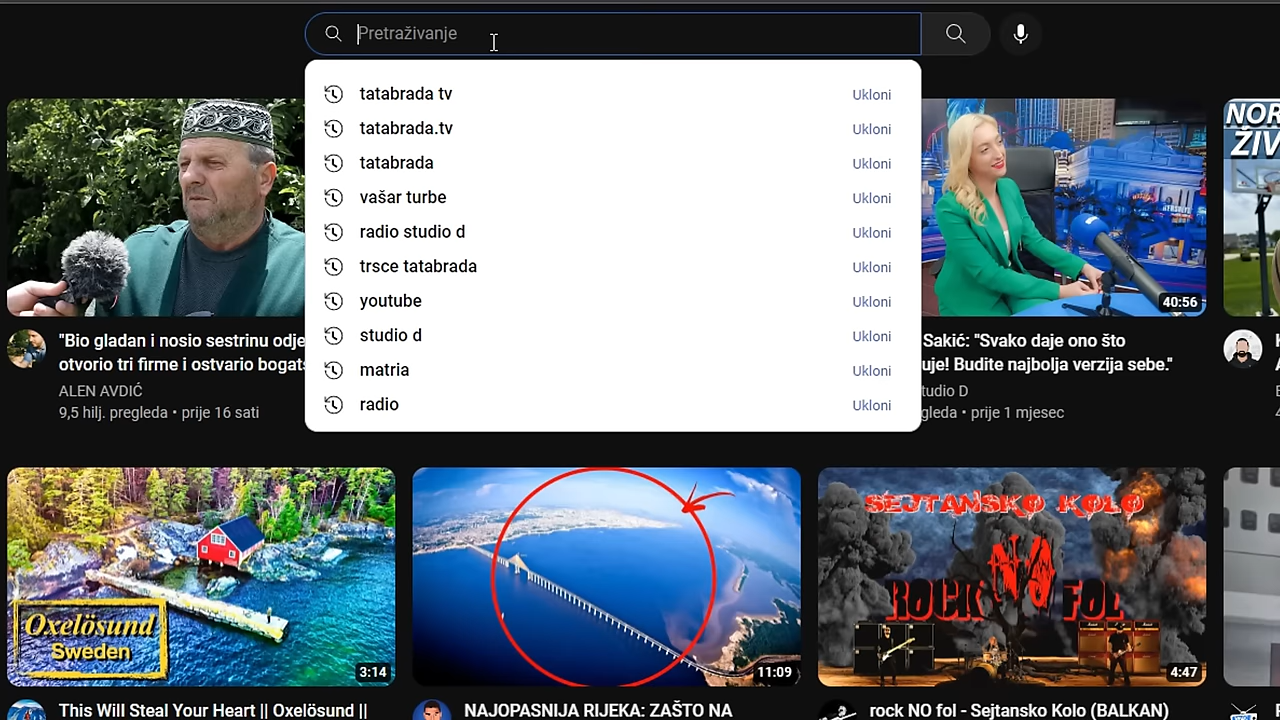 Pretraživanje
tatabrada tv
Ukloni
tatabrada.tv
Ukloni
tatabrada
Ukloni
vašar turbe
Ukloni
radio studio d
Ukloni
trsce tatabrada
Ukloni
youtube
Ukloni
studio d
Ukloni
matria
Ukloni
radio
Ukloni
40:56
NOR
ŽIV
"Bio gladan i nosio sestrinu odje
otvorio tri firme i ostvario bogats
ALEN AVDIĆ
9,5 hilj. pregleda • prije 16 sati
Sakić: "Svako daje ono što
uje! Budite najbolja verzija sebe."
tudio D
gleda • prije 1 mjesec
Oxelösund
Sweden
3:14
11:09
SEJTANSKO KOLO
ROCK NO FOL
4:47
This Will Steal Your Heart || Oxelösund ||
NAJOPASNIJA RIJEKA: ZAŠTO NA
rock NO fol - Sejtansko Kolo (BALKAN)